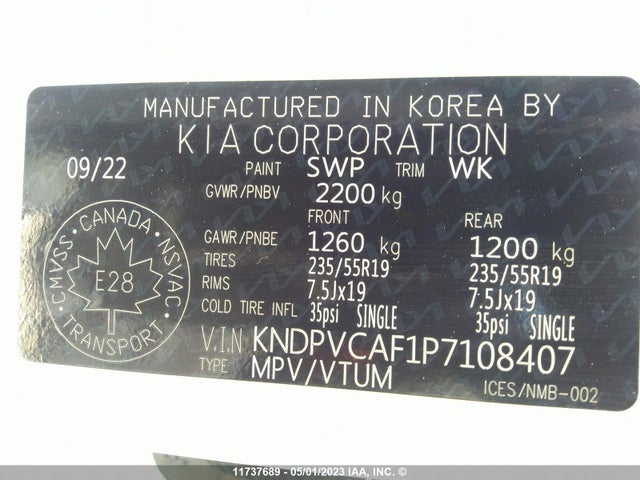 MANUFACTURED IN KOREA BY
KIA CORPORATION
09/22 PAINT SWP TRIM WK
GVWR/PNBV 2200 kg
FRONT REAR
GAWR/PNBE 1260 kg 1200 kg
TIRES 235/55R19 235/55R19
RIMS 7.5Jx19 7.5Jx19
COLD TIRE INFL 35psi SINGLE 35psi SINGLE
V.I.N KNDPVCAF1P7108407
TYPE MPV/VTUM
ICES/NMB-002
CMVSS · CANADA · NSVAC
E28
TRANSPORT
11737689 - 05/01/2023 IAA, INC. ©